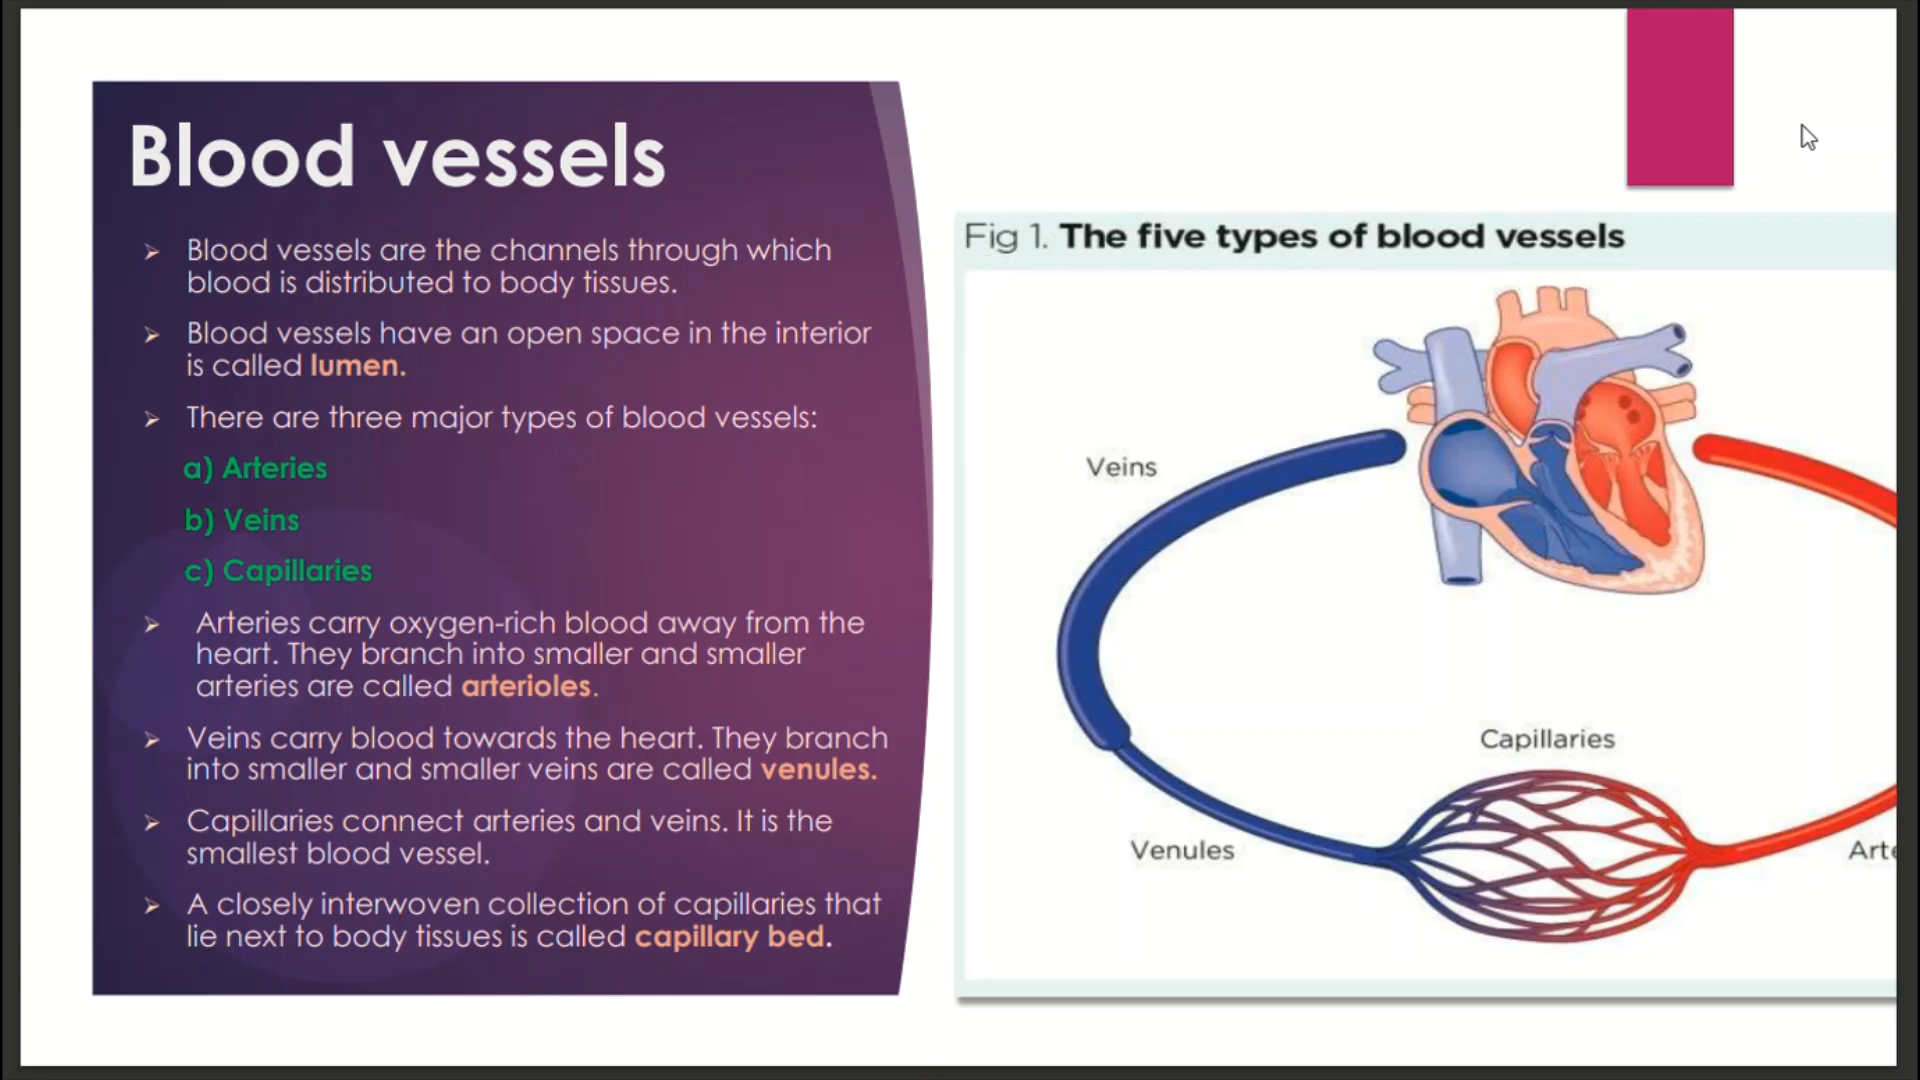 Blood vessels
Blood vessels are the channels through which
blood is distributed to body tissues.
Blood vessels have an open space in the interior
is called lumen.
There are three major types of blood vessels:
a) Arteries
b) Veins
c) Capillaries
Arteries carry oxygen-rich blood away from the
heart. They branch into smaller and smaller
arteries are called arterioles.
Veins carry blood towards the heart. They branch
into smaller and smaller veins are called venules.
Capillaries connect arteries and veins. It is the
smallest blood vessel.
A closely interwoven collection of capillaries that
lie next to body tissues is called capillary bed.
Fig 1. The five types of blood vessels
Veins
Capillaries
Venules